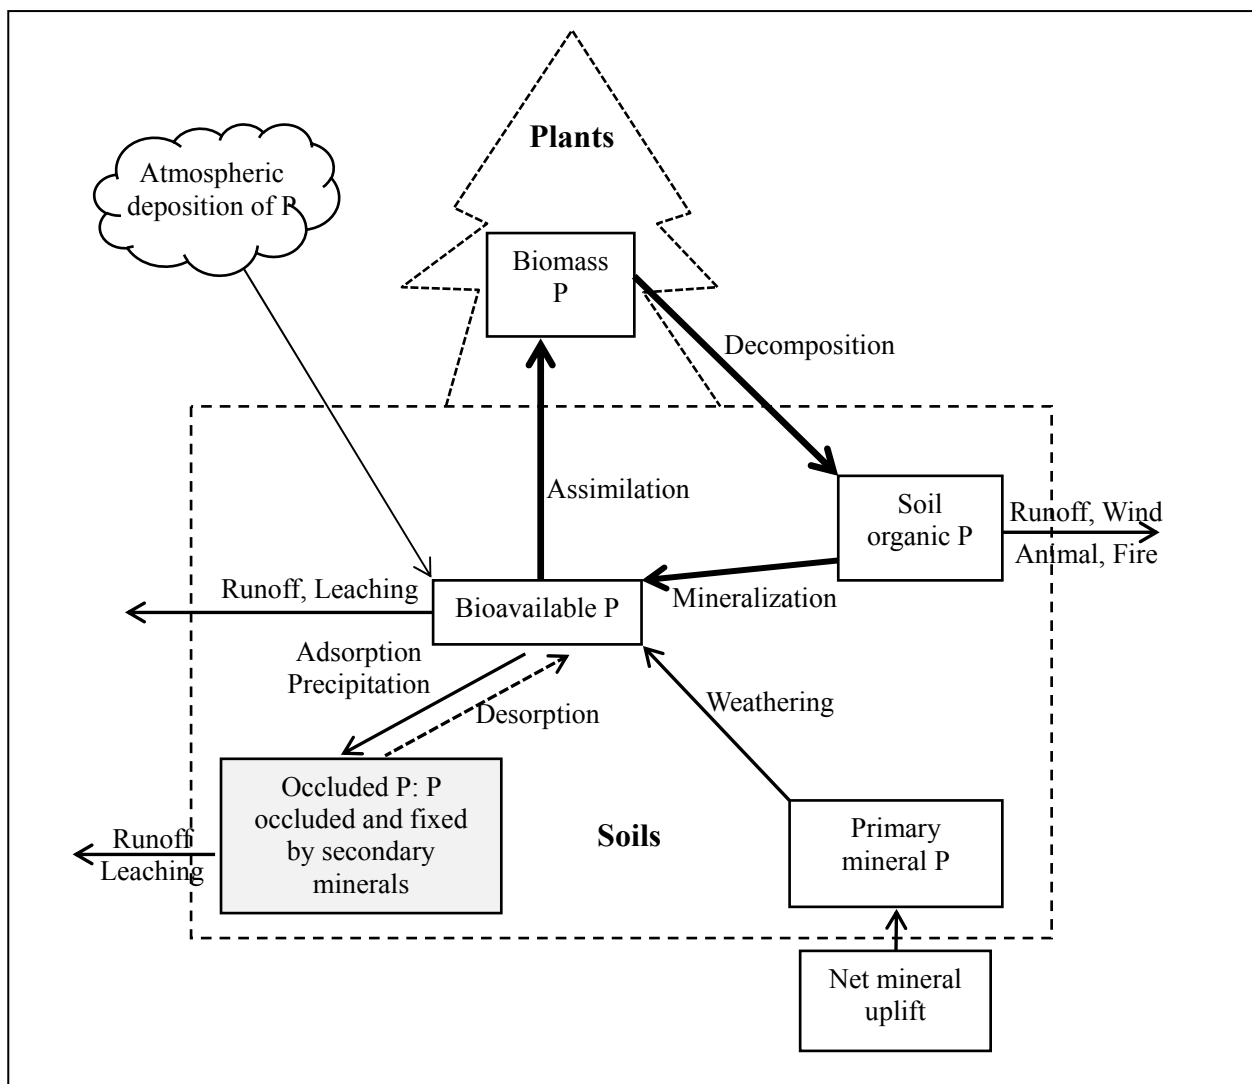 Plants
Atmospheric
deposition of P
Biomass
P
Decomposition
Assimilation
Soil
organic P
Runoff, Wind
Animal, Fire
Runoff, Leaching
Bioavailable P
Mineralization
Adsorption
Precipitation
Desorption
Weathering
Occluded P: P
occluded and fixed
by secondary
minerals
Runoff
Leaching
Soils
Primary
mineral P
Net mineral
uplift